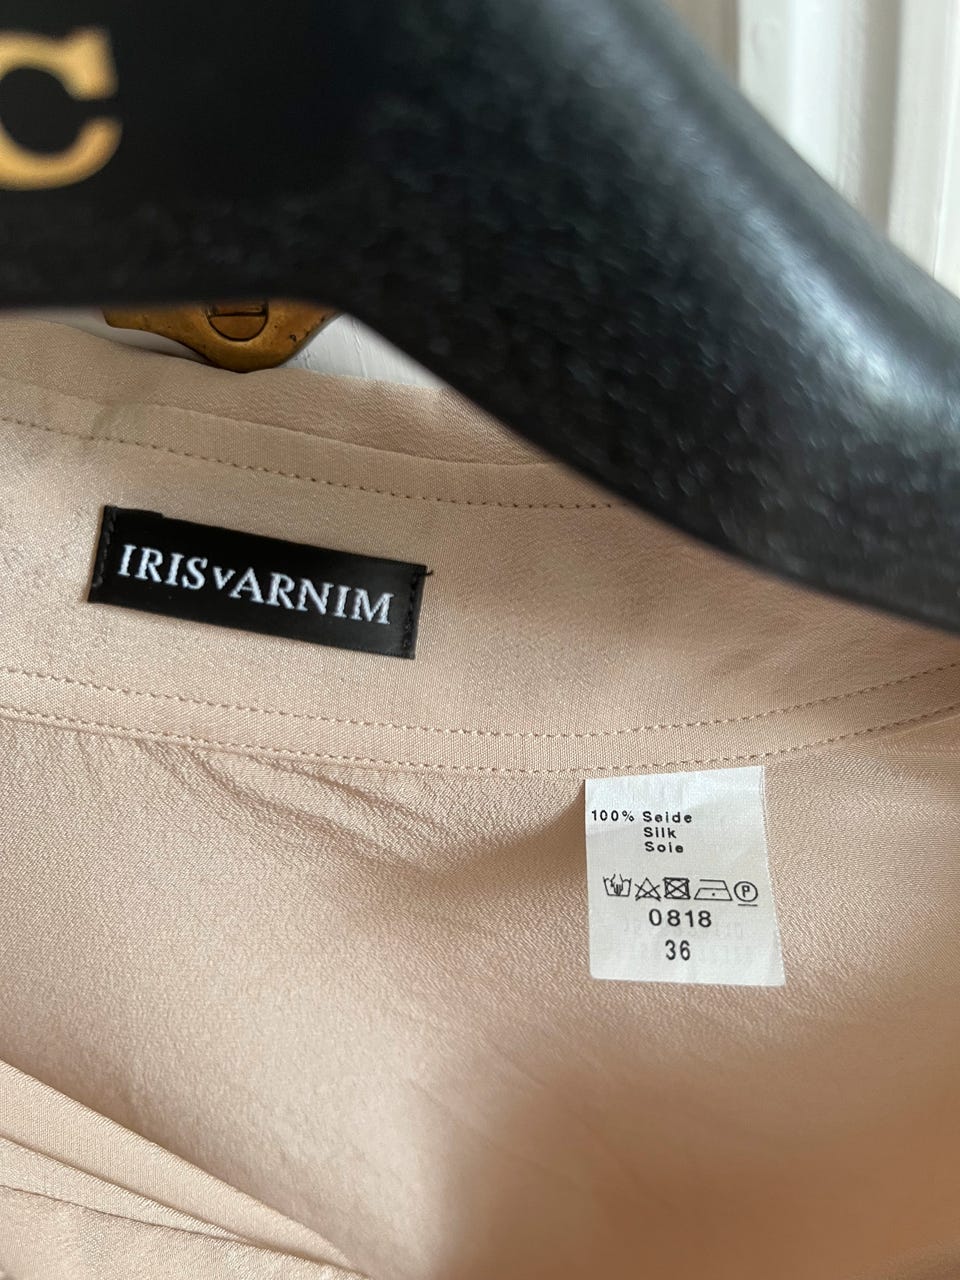 C
IRISvARNIM
100% Seide
Silk
Soie
P
0818
36